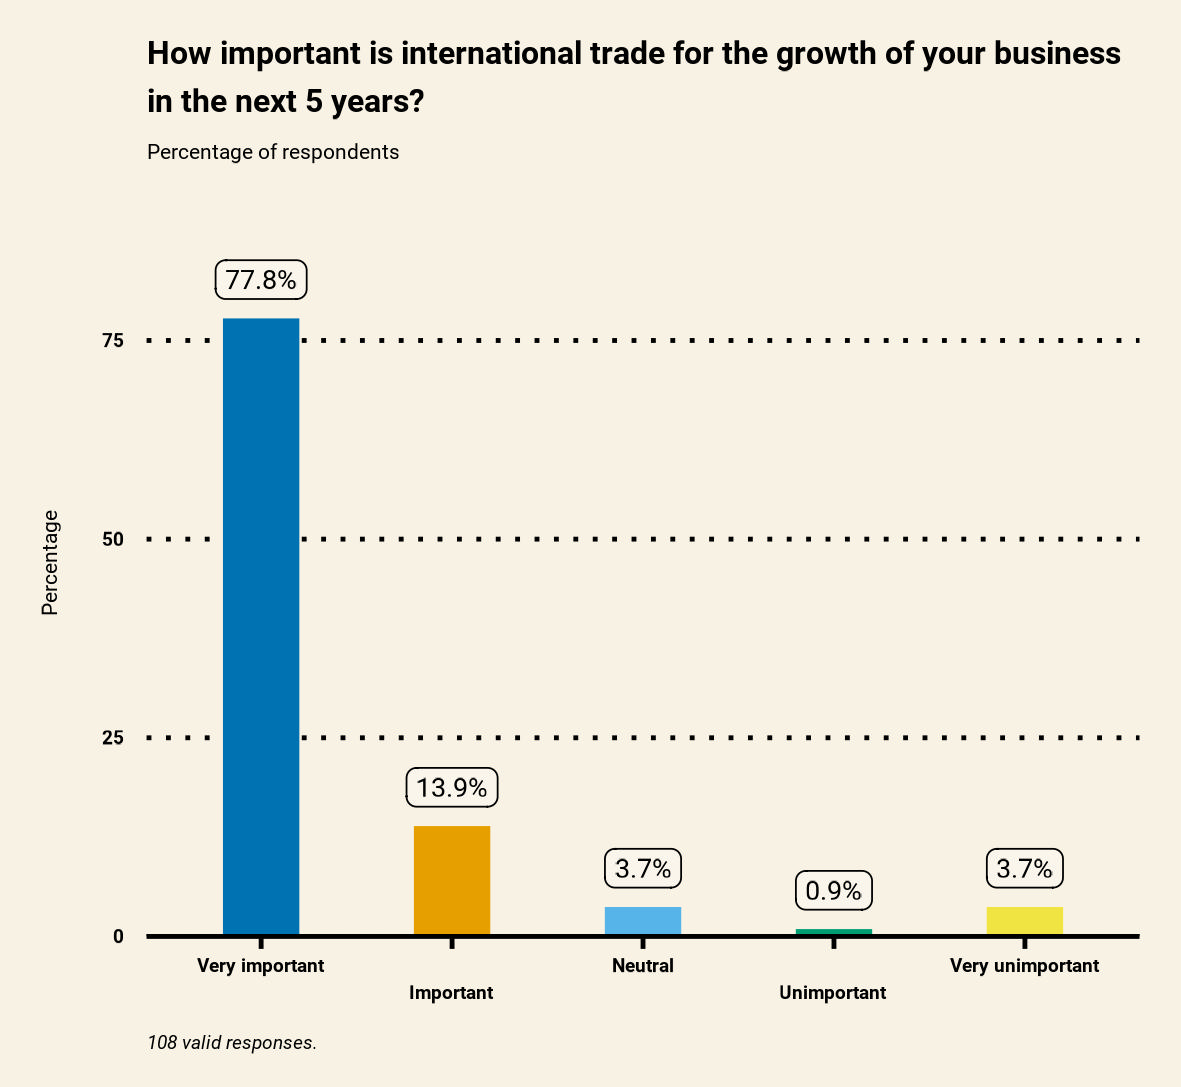 How important is international trade for the growth of your business
in the next 5 years?
Percentage of respondents
77.8%
75
50
Percentage
25
13.9%
3.7%
0.9%
3.7%
0
Very important
Neutral
Very unimportant
Important
Unimportant
108 valid responses.